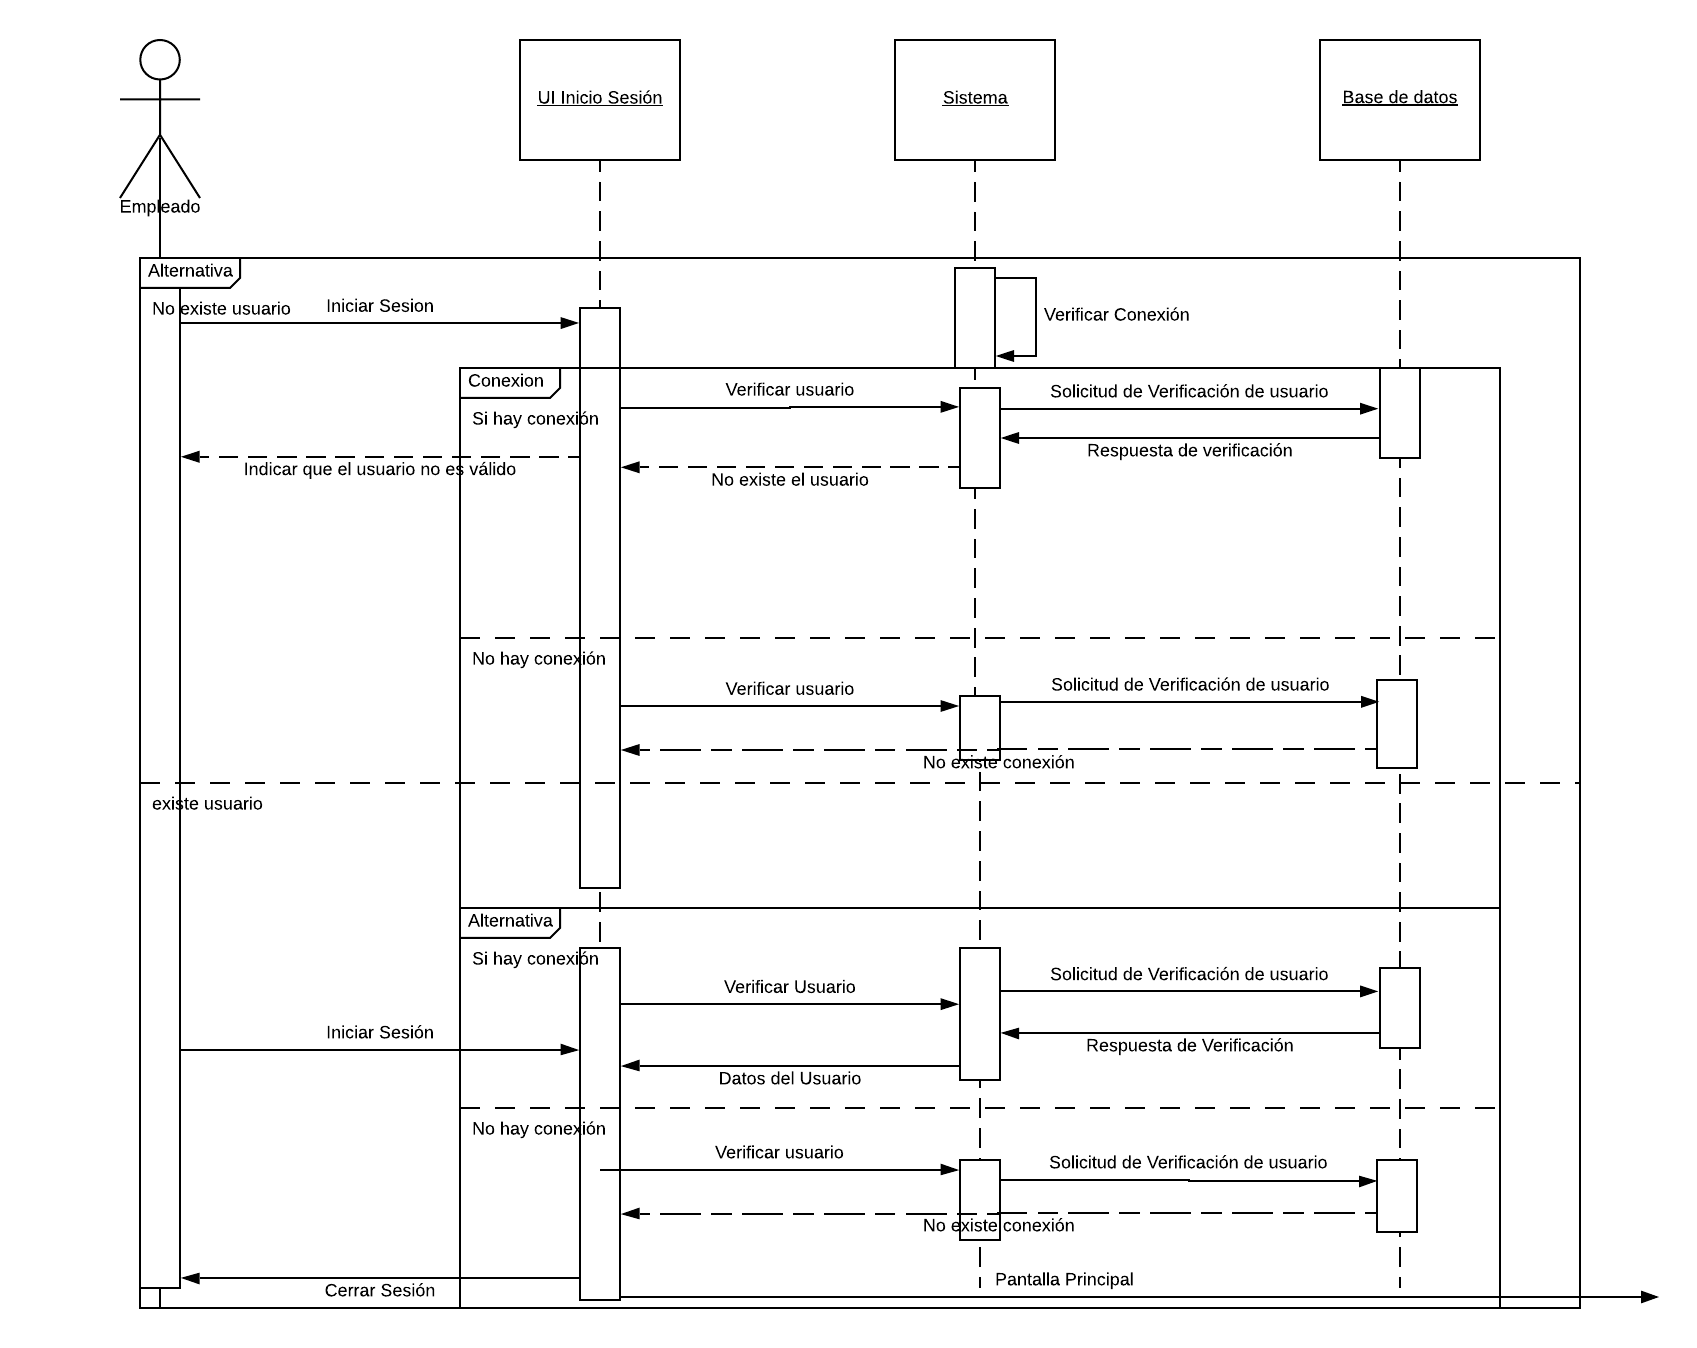 UI Inicio Sesión
Sistema
Base de datos
Empleado
Alternativa
No existe usuario
Iniciar Sesion
Verificar Conexión
Conexion
Verificar usuario
Solicitud de Verificación de usuario
Si hay conexión
Respuesta de verificación
Indicar que el usuario no es válido
No existe el usuario
No hay conexión
Verificar usuario
Solicitud de Verificación de usuario
No existe conexión
existe usuario
Alternativa
Si hay conexión
Solicitud de Verificación de usuario
Verificar Usuario
Iniciar Sesión
Respuesta de Verificación
Datos del Usuario
No hay conexión
Verificar usuario
Solicitud de Verificación de usuario
No existe conexión
Pantalla Principal
Cerrar Sesión